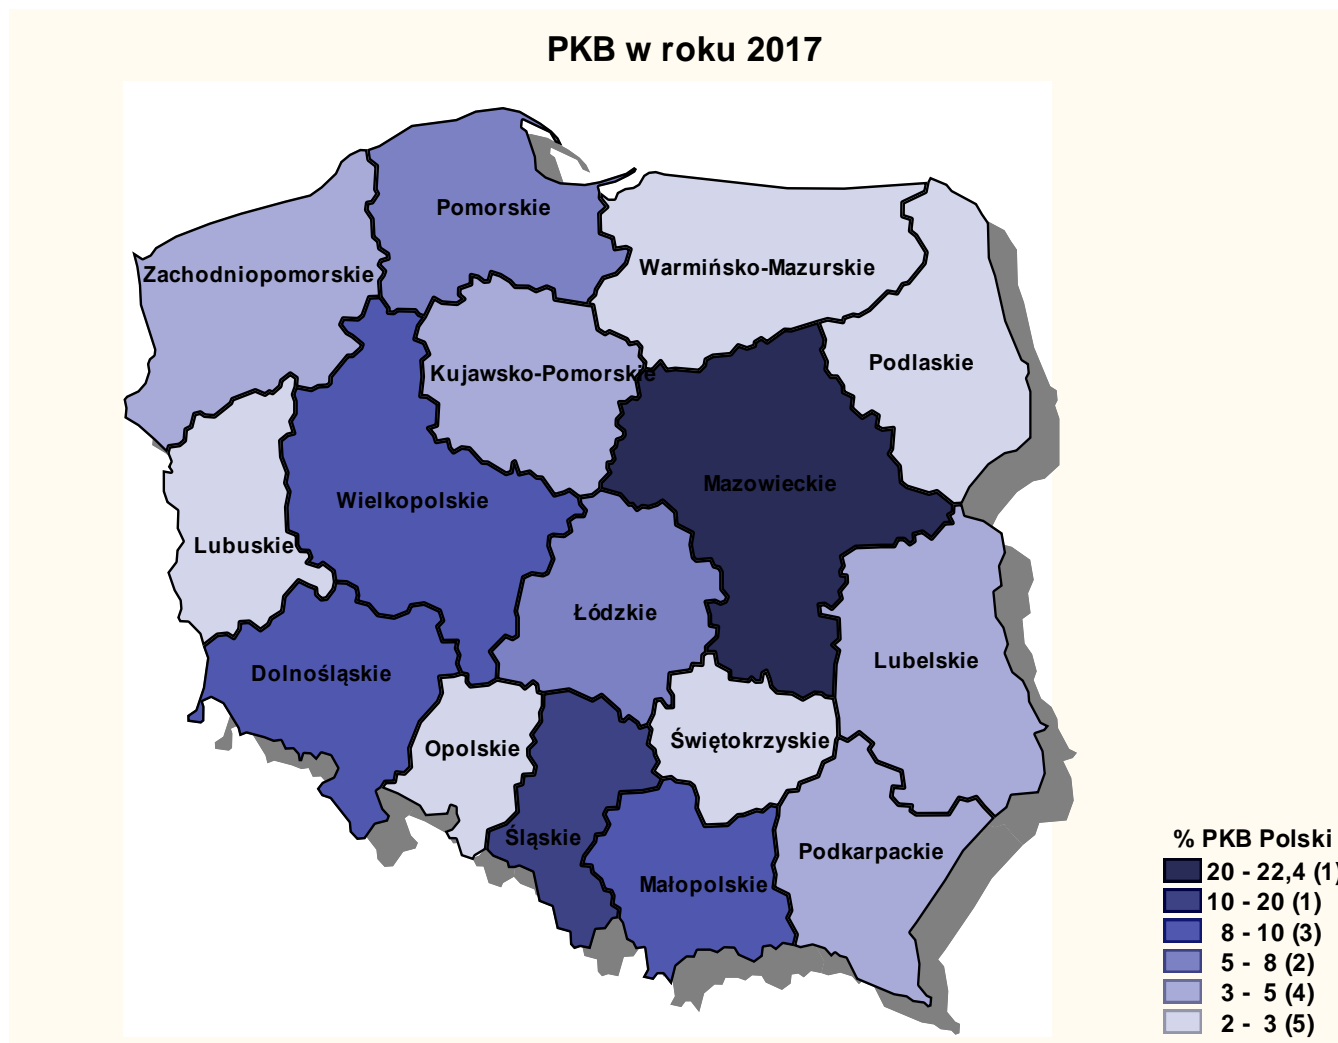 PKB w roku 2017
Pomorskie
Zachodniopomorskie
Warmińsko-Mazurskie
Podlaskie
Kujawsko-Pomorskie
Mazowieckie
Wielkopolskie
Lubuskie
Łódzkie
Lubelskie
Dolnośląskie
Świętokrzyskie
Opolskie
Śląskie
Podkarpackie
Małopolskie
% PKB Polski
20 - 22,4 (1)
10 - 20 (1)
8 - 10 (3)
5 - 8 (2)
3 - 5 (4)
2 - 3 (5)